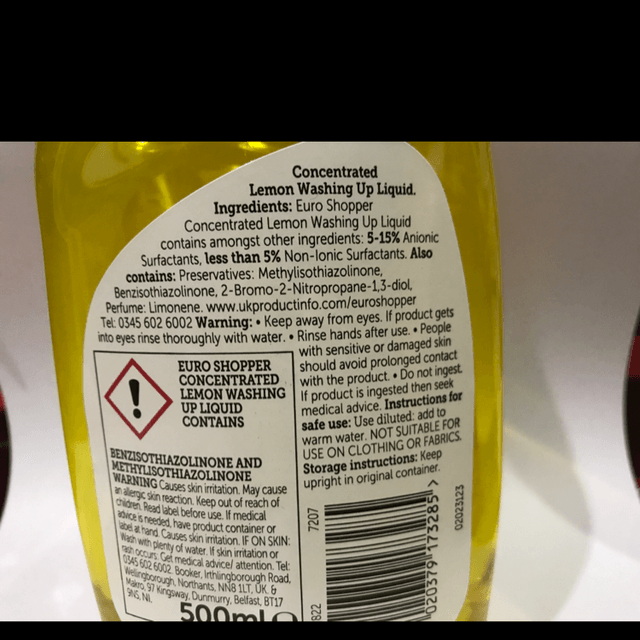 Concentrated
Lemon Washing Up Liquid.
Ingredients: Euro Shopper
Concentrated Lemon Washing Up Liquid
contains amongst other ingredients: 5-15% Anionic
Surfactants, less than 5% Non-Ionic Surfactants. Also
contains: Preservatives: Methylisothiazolinone,
Benzisothiazolinone, 2-Bromo-2-Nitropropane-1,3-diol,
Perfume: Limonene. www.ukproductinfo.com/euroshopper
Tel: 0345 602 6002 Warning: • Keep away from eyes. If product gets
into eyes rinse thoroughly with water. • Rinse hands after use. • People
with sensitive or damaged skin
should avoid prolonged contact
with the product. • Do not ingest.
If product is ingested then seek
medical advice. Instructions for
safe use: Use diluted: add to
warm water. NOT SUITABLE FOR
USE ON CLOTHING OR FABRICS.
Storage instructions: Keep
upright in original container.
EURO SHOPPER
CONCENTRATED
LEMON WASHING
UP LIQUID
CONTAINS
BENZISOTHIAZOLINONE AND
METHYLISOTHIAZOLINONE
WARNING Causes skin irritation. May cause
an allergic skin reaction. Keep out of reach of
children. Read label before use. If medical
advice is needed, have product container or
label at hand. Causes skin irritation. IF ON SKIN:
Wash with plenty of water. If skin irritation or
rash occurs: Get medical advice/ attention. Tel:
0345 602 6002. Booker, Irthlingborough Road,
Wellingborough, Northants, NN8 1LT, UK. &
Makro, 97 Kingsway, Dunmurry, Belfast, BT17
9NS, NI.
500ml e
7207
822
020379 173285 >
02023123